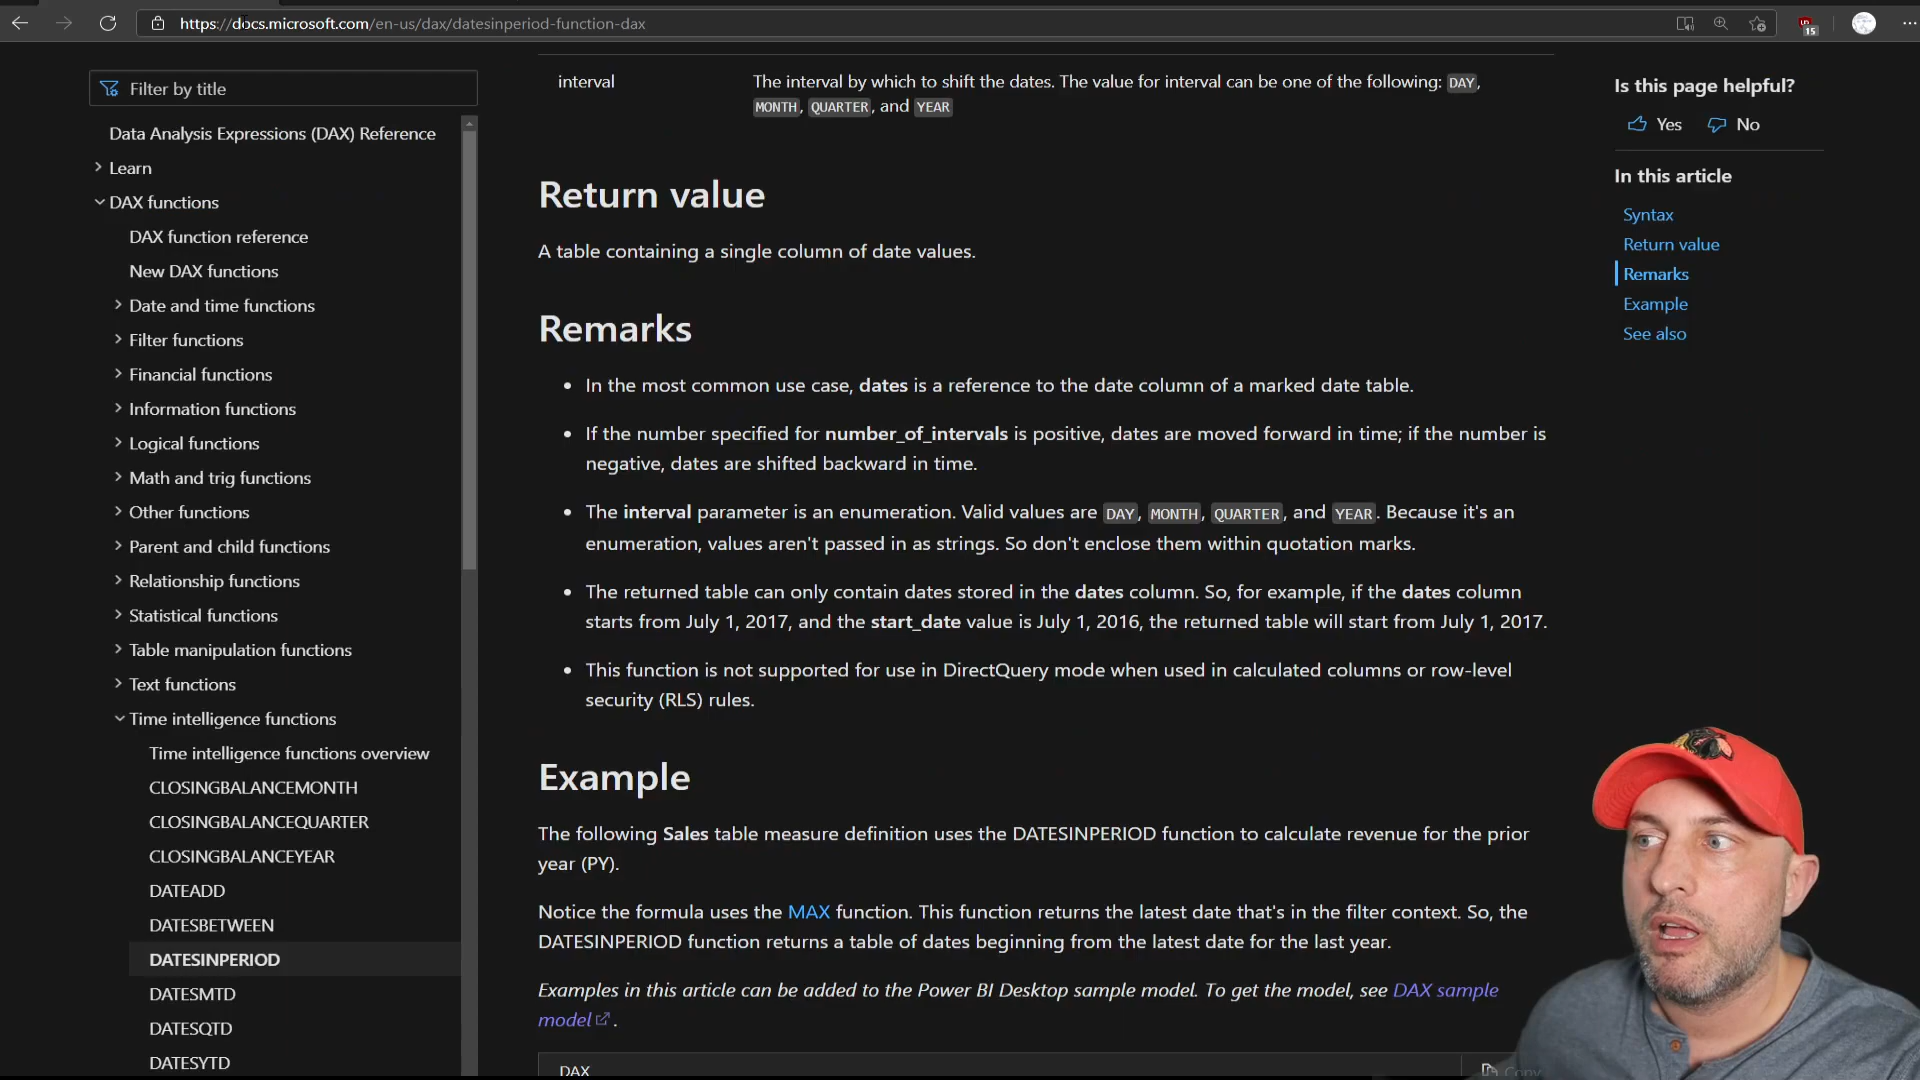 https://docs.microsoft.com/en-us/dax/datesinperiod-function-dax
15
Filter by title
Data Analysis Expressions (DAX) Reference
Learn
DAX functions
DAX function reference
New DAX functions
Date and time functions
Filter functions
Financial functions
Information functions
Logical functions
Math and trig functions
Other functions
Parent and child functions
Relationship functions
Statistical functions
Table manipulation functions
Text functions
Time intelligence functions
Time intelligence functions overview
CLOSINGBALANCEMONTH
CLOSINGBALANCEQUARTER
CLOSINGBALANCEYEAR
DATEADD
DATESBETWEEN
DATESINPERIOD
DATESMTD
DATESQTD
DATESYTD
interval
The interval by which to shift the dates. The value for interval can be one of the following: DAY,
MONTH, QUARTER, and YEAR
Return value
A table containing a single column of date values.
Remarks
• In the most common use case, dates is a reference to the date column of a marked date table.
• If the number specified for number_of_intervals is positive, dates are moved forward in time; if the number is
negative, dates are shifted backward in time.
• The interval parameter is an enumeration. Valid values are DAY, MONTH, QUARTER, and YEAR. Because it's an
enumeration, values aren't passed in as strings. So don't enclose them within quotation marks.
• The returned table can only contain dates stored in the dates column. So, for example, if the dates column
starts from July 1, 2017, and the start_date value is July 1, 2016, the returned table will start from July 1, 2017.
• This function is not supported for use in DirectQuery mode when used in calculated columns or row-level
security (RLS) rules.
Example
The following Sales table measure definition uses the DATESINPERIOD function to calculate revenue for the prior
year (PY).
Notice the formula uses the MAX function. This function returns the latest date that's in the filter context. So, the
DATESINPERIOD function returns a table of dates beginning from the latest date for the last year.
Examples in this article can be added to the Power BI Desktop sample model. To get the model, see DAX sample
model.
DAX
Copy
Is this page helpful?
Yes
No
In this article
Syntax
Return value
Remarks
Example
See also